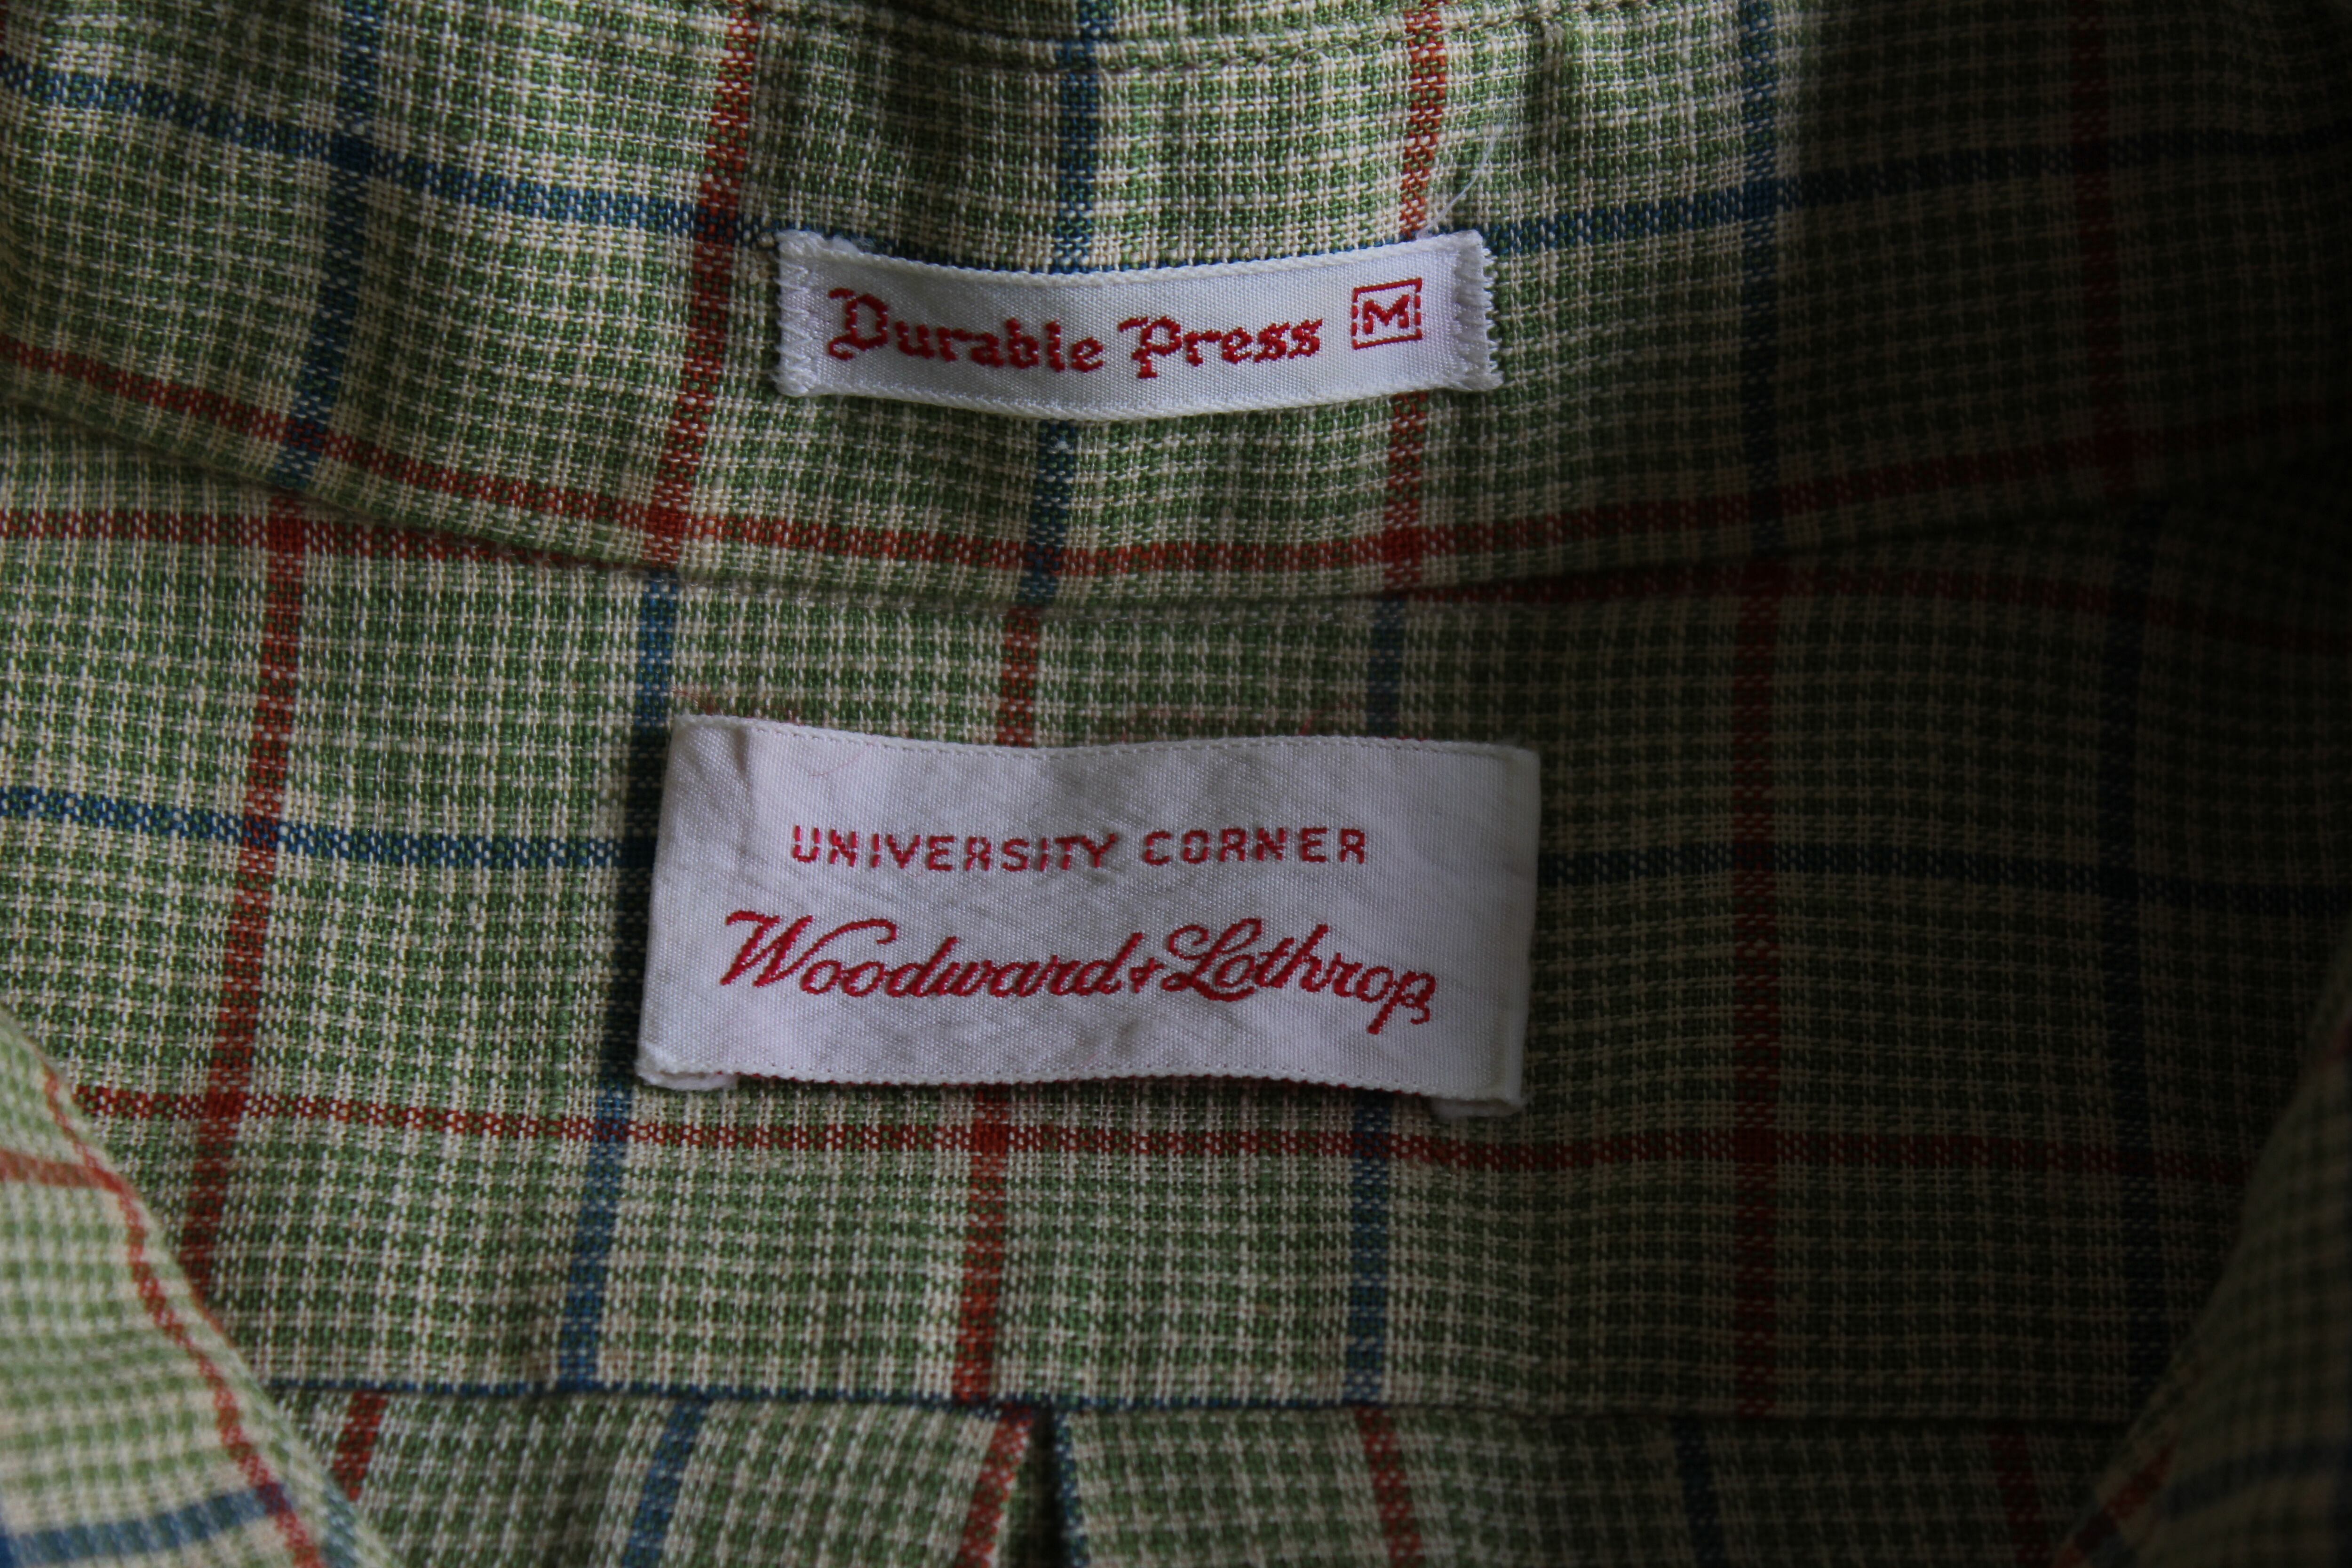 Durable Press M
UNIVERSITY CORNER
Woodward + Lothrop